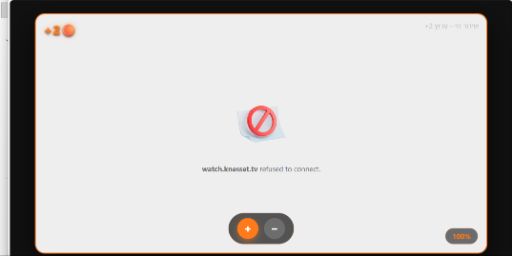 +2
watch.knesset.tv refused to connect.
+ −
100%